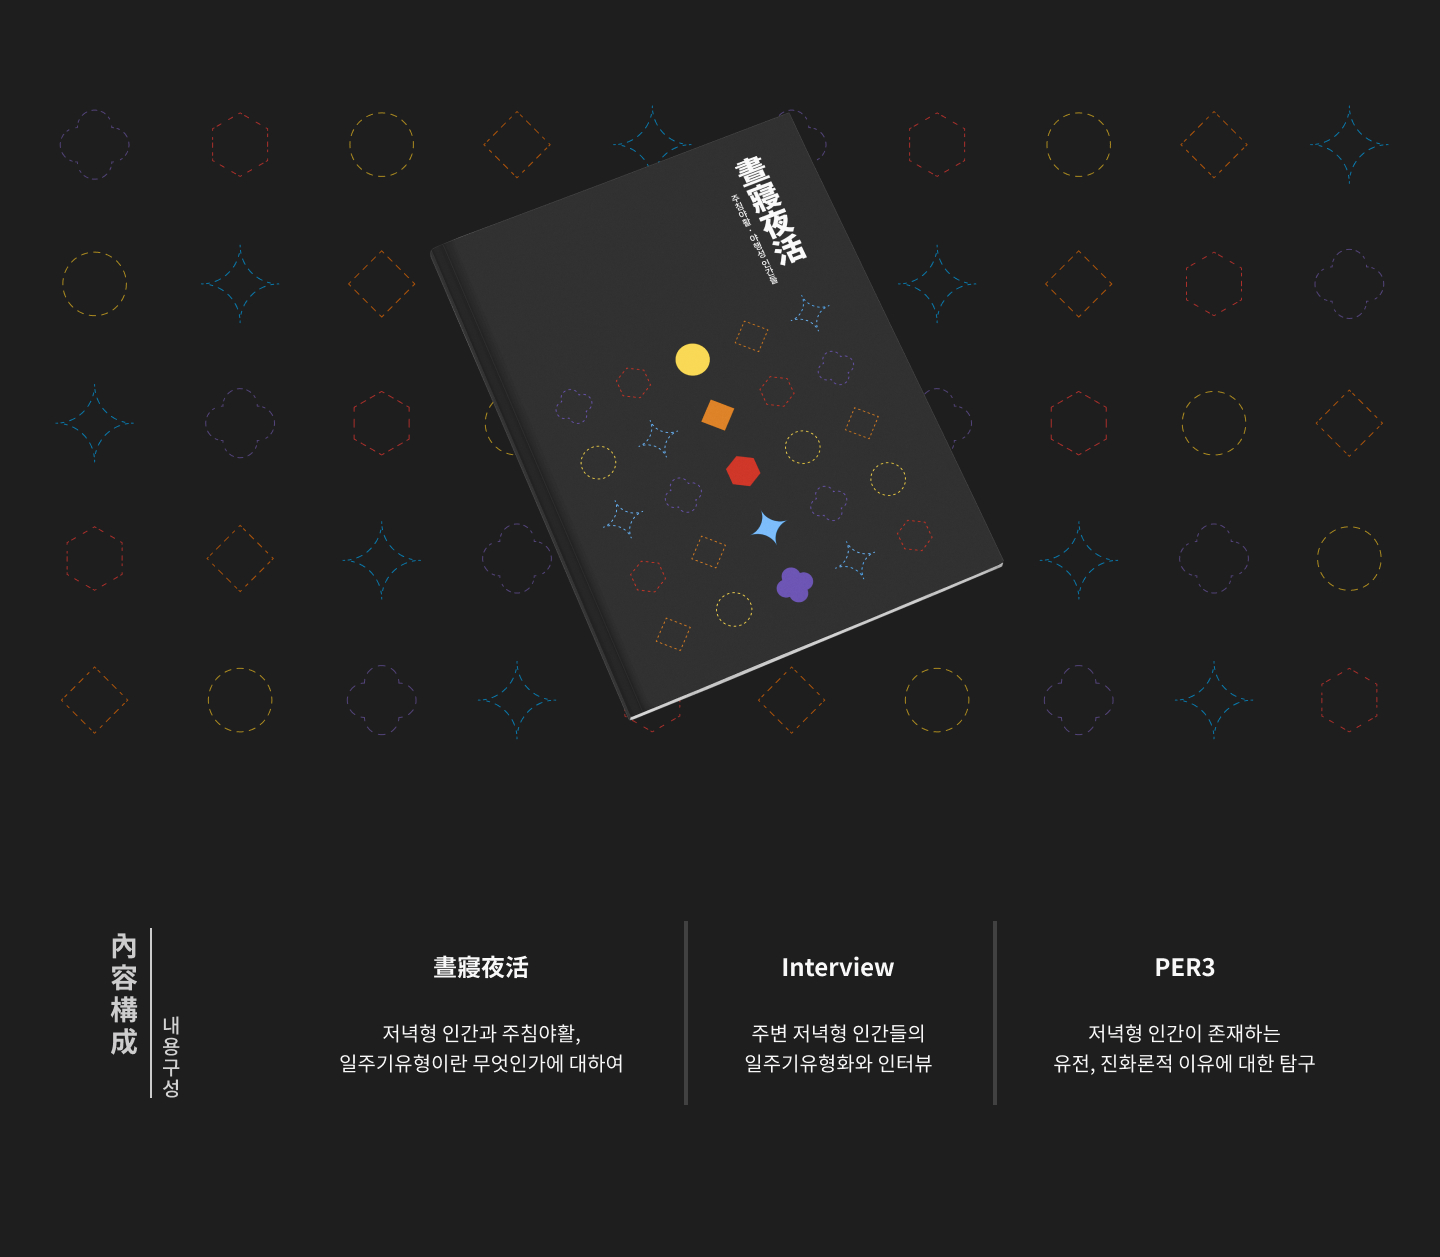 晝寢夜活
주침야활 · 야행성 인간들
內容構成
내용구성
晝寢夜活
저녁형 인간과 주침야활,
일주기유형이란 무엇인가에 대하여
Interview
주변 저녁형 인간들의
일주기유형화와 인터뷰
PER3
저녁형 인간이 존재하는
유전, 진화론적 이유에 대한 탐구